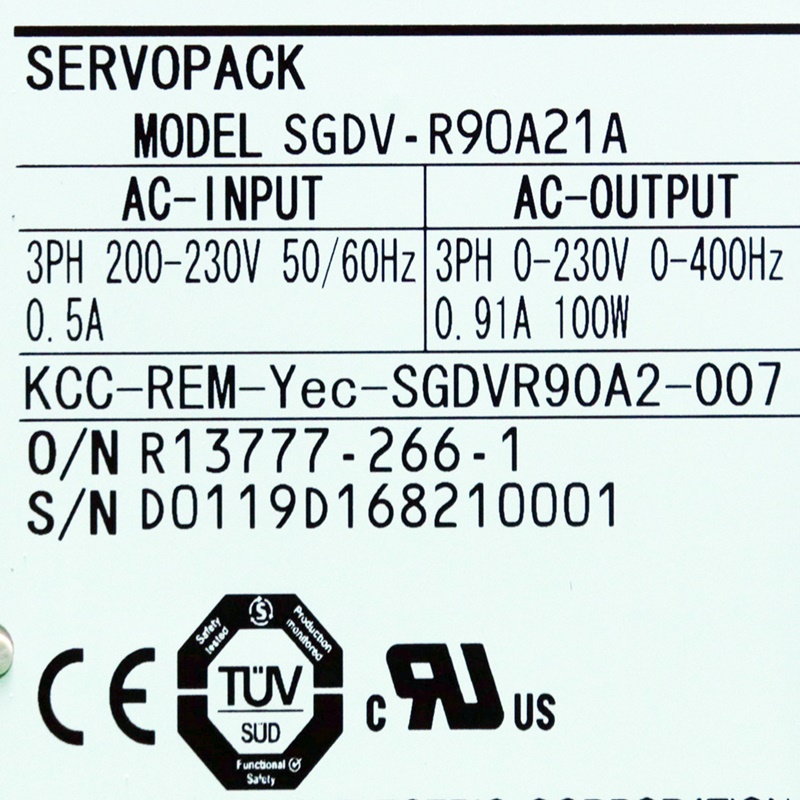 SERVOPACK
MODEL SGDV-R90A21A
AC-INPUT AC-OUTPUT
3PH 200-230V 50/60Hz 3PH 0-230V 0-400Hz
0.5A 0.91A 100W
KCC-REM-Yec-SGDVR90A2-007
O/N R13777-266-1
S/N D0119D168210001
Safety tested
S
Production monitored
CE
TÜV
SÜD
Functional
Safety
c RU US